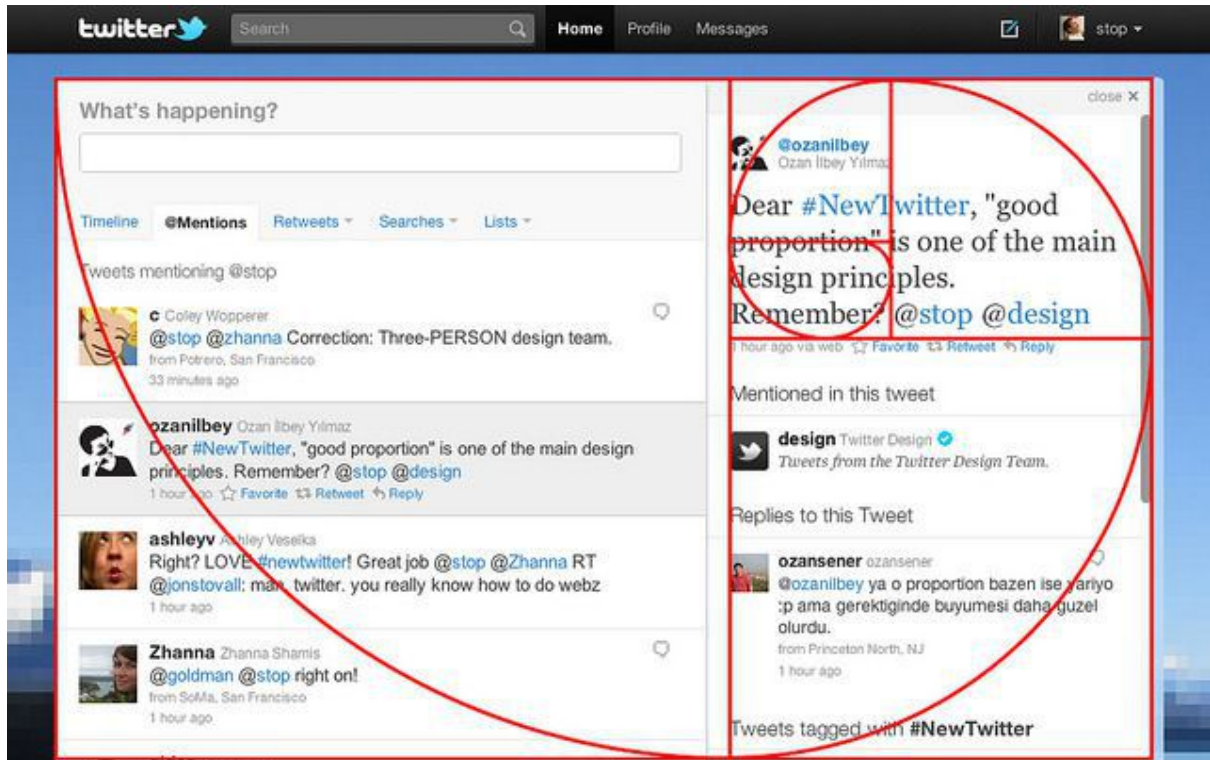 twitter
Search
Home
Profile
Messages
stop
What's happening?
Timeline
@Mentions
Retweets
Searches
Lists
Tweets mentioning @stop
c Coley Wopperer
@stop @zhanna Correction: Three-PERSON design team.
from Potrero, San Francisco
33 minutes ago
ozanilbey Ozan İlbey Yılmaz
Dear #NewTwitter, "good proportion" is one of the main design
principles. Remember? @stop @design
1 hour ago Favorite Retweet Reply
ashleyv Ashley Veselka
Right? LOVE #newtwitter! Great job @stop @Zhanna RT
@jonstovall: man, twitter. you really know how to do webz
1 hour ago
Zhanna Zhanna Shamis
@goldman @stop right on!
from SoMa, San Francisco
1 hour ago
close ×
@ozanilbey
Ozan İlbey Yılmaz
Dear #NewTwitter, "good
proportion" is one of the main
design principles.
Remember? @stop @design
1 hour ago via web Favorite Retweet Reply
Mentioned in this tweet
design Twitter Design
Tweets from the Twitter Design Team.
Replies to this Tweet
ozansener ozansener
@ozanilbey ya o proportion bazen ise yariyo
:p ama gerektiginde buyumesi daha guzel
olurdu.
from Princeton North, NJ
1 hour ago
Tweets tagged with #NewTwitter